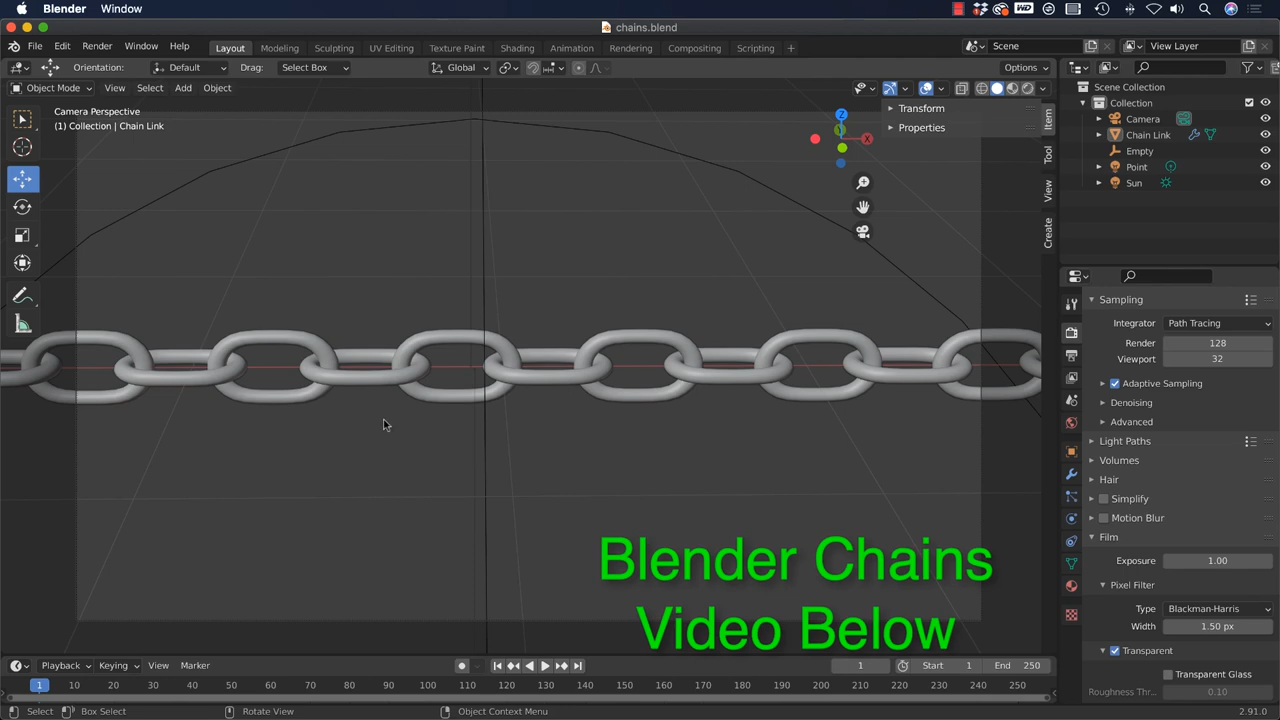 Blender Window
chains.blend
File Edit Render Window Help Layout Modeling Sculpting UV Editing Texture Paint Shading Animation Rendering Compositing Scripting + Scene View Layer
Orientation: Default Drag: Select Box Global Options
Object Mode View Select Add Object
Camera Perspective
(1) Collection | Chain Link
Z
X
Transform
Properties
Item
Tool
View
Create
Scene Collection
Collection
Camera
Chain Link
Empty
Point
Sun
Sampling
Integrator Path Tracing
Render 128
Viewport 32
Adaptive Sampling
Denoising
Advanced
Light Paths
Volumes
Hair
Simplify
Motion Blur
Film
Exposure 1.00
Pixel Filter
Type Blackman-Harris
Width 1.50 px
Transparent
Transparent Glass
Roughness Thr... 0.10
Blender Chains
Video Below
Playback Keying View Marker 1 Start 1 End 250
1 10 20 30 40 50 60 70 80 90 100 110 120 130 140 150 160 170 180 190 200 210 220 230 240 250
Select Box Select Rotate View Object Context Menu 2.91.0